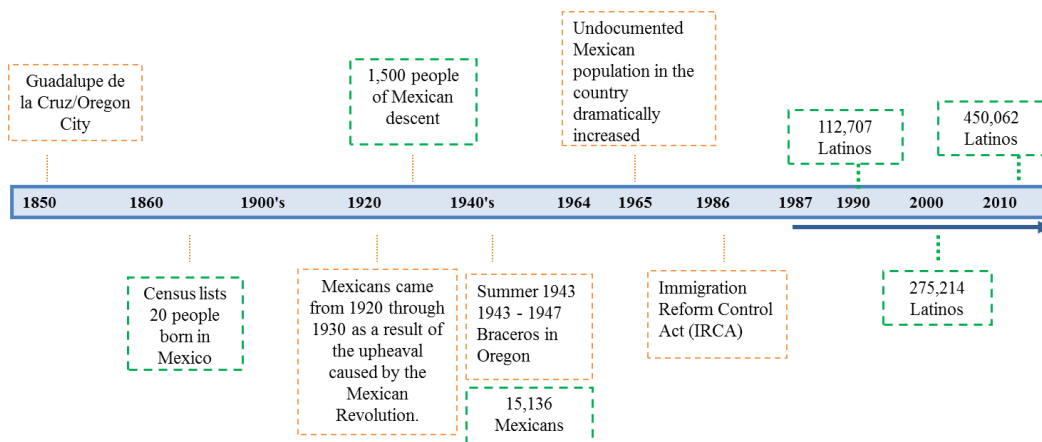 Guadalupe de
la Cruz/Oregon
City
1,500 people
of Mexican
descent
Undocumented
Mexican
population in the
country
dramatically
increased
112,707
Latinos
450,062
Latinos
1850 1860 1900's 1920 1940's 1964 1965 1986 1987 1990 2000 2010
Census lists
20 people
born in
Mexico
Mexicans came
from 1920 through
1930 as a result of
the upheaval
caused by the
Mexican
Revolution.
Summer 1943
1943 - 1947
Braceros in
Oregon
15,136
Mexicans
Immigration
Reform Control
Act (IRCA)
275,214
Latinos